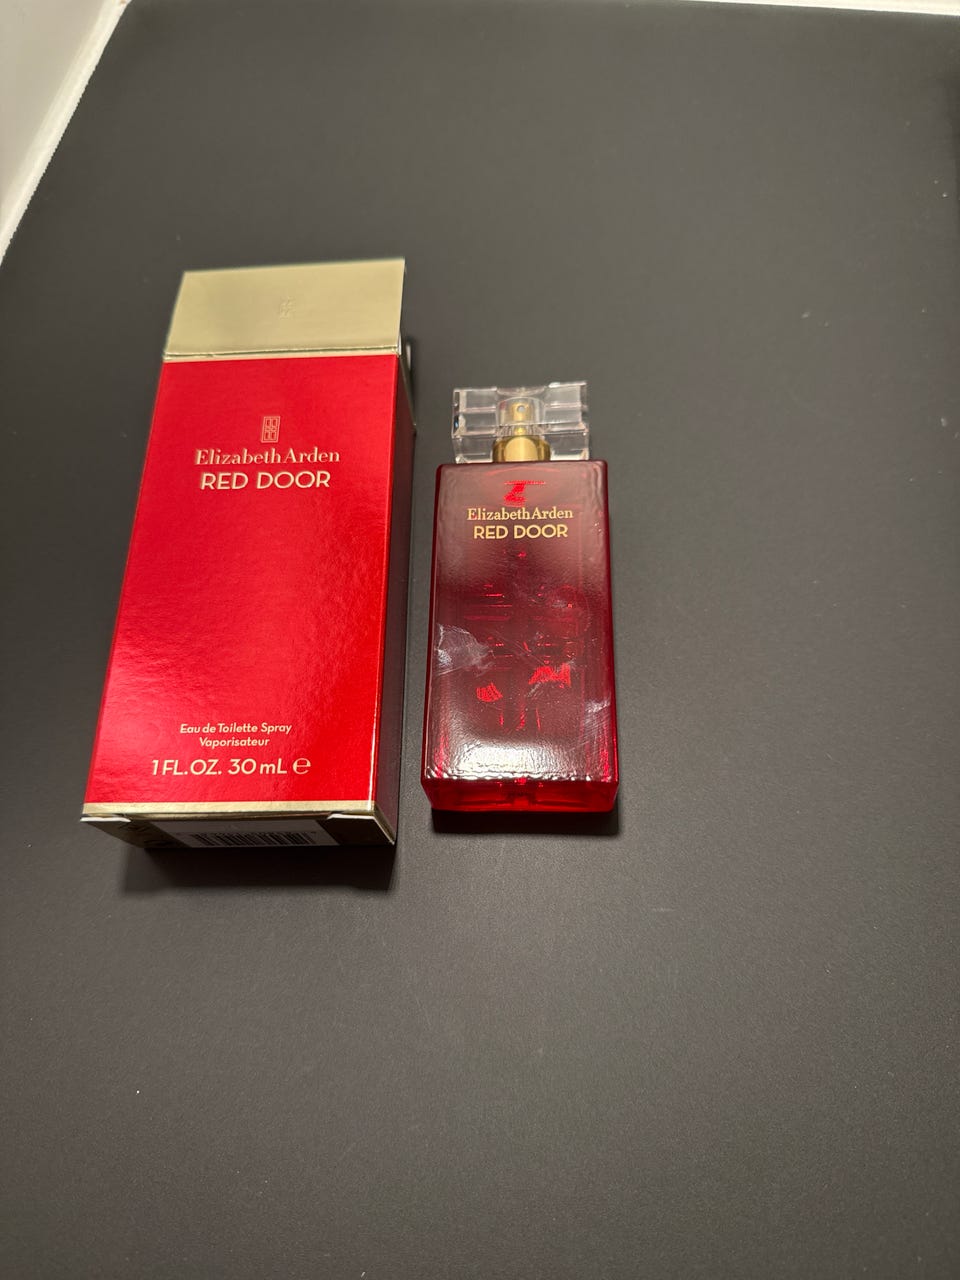 Elizabeth Arden
RED DOOR
Eau de Toilette Spray
Vaporisateur
1 FL.OZ. 30 mL ℮
Elizabeth Arden
RED DOOR